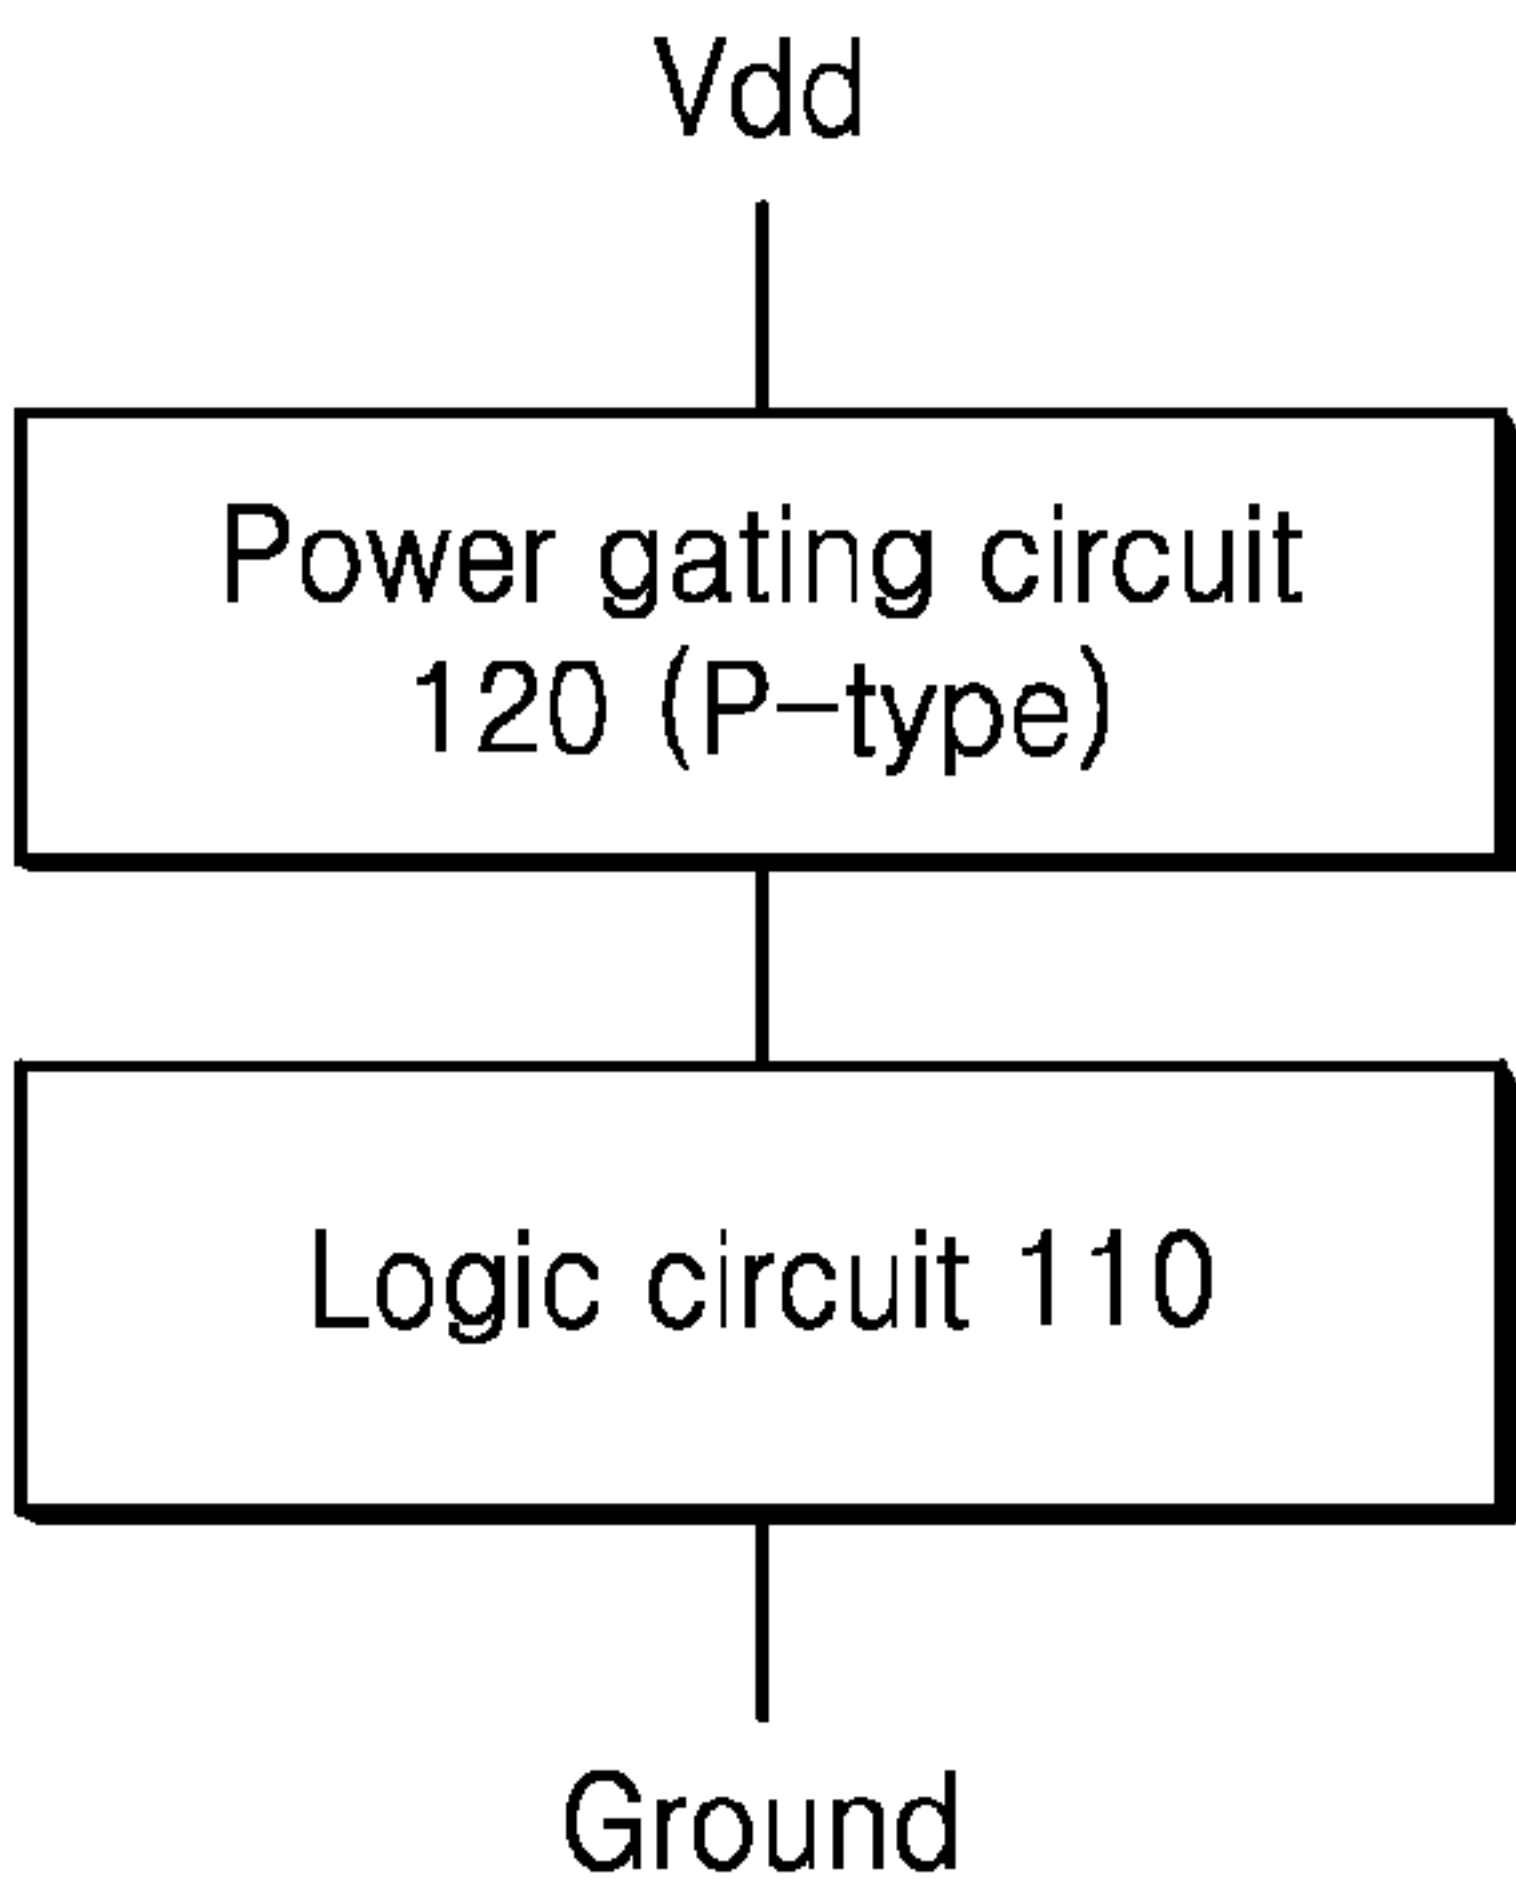 Vdd
Power gating circuit
120 (P-type)
Logic circuit 110
Ground